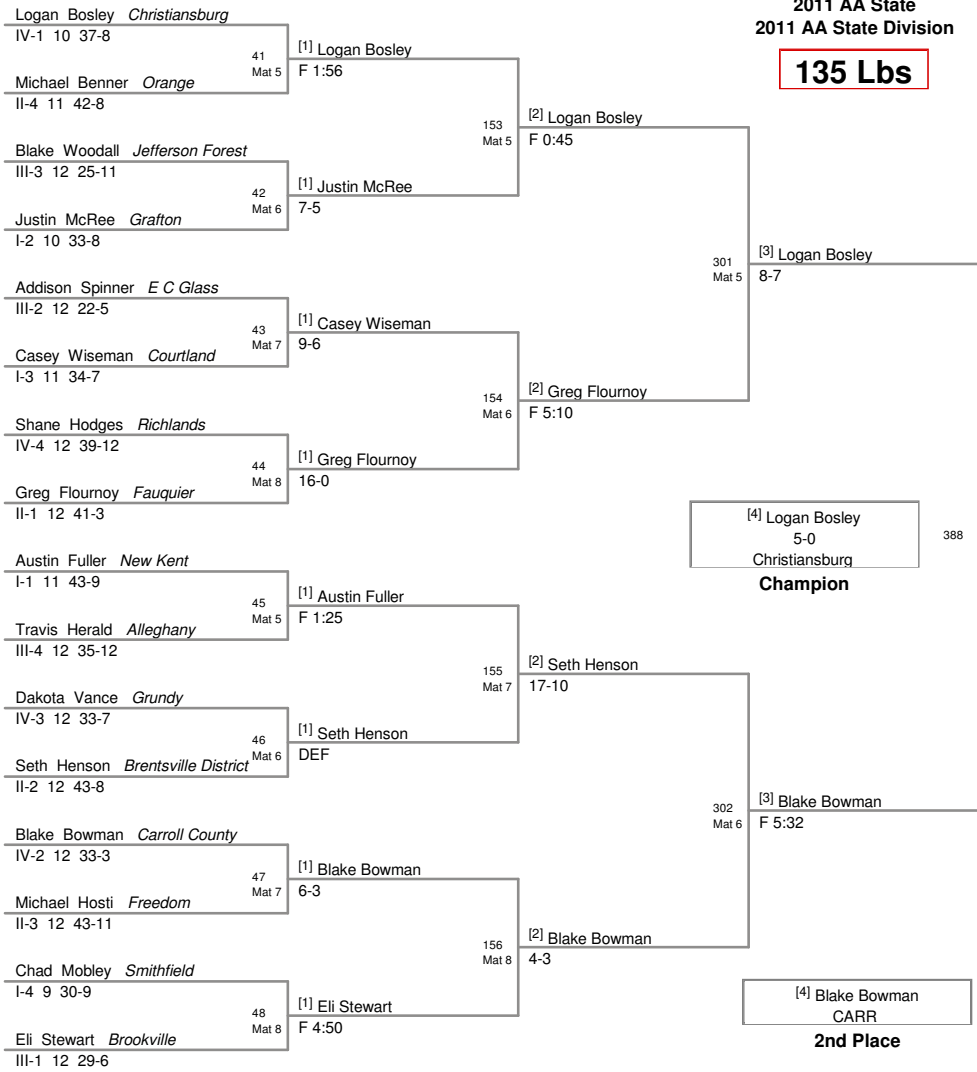 2011 AA State
2011 AA State Division
135 Lbs
Logan Bosley Christiansburg
IV-1 10 37-8
41
Mat 5
[1] Logan Bosley
F 1:56
Michael Benner Orange
II-4 11 42-8
153
Mat 5
[2] Logan Bosley
F 0:45
Blake Woodall Jefferson Forest
III-3 12 25-11
42
Mat 6
[1] Justin McRee
7-5
Justin McRee Grafton
I-2 10 33-8
301
Mat 5
[3] Logan Bosley
8-7
Addison Spinner E C Glass
III-2 12 22-5
43
Mat 7
[1] Casey Wiseman
9-6
Casey Wiseman Courtland
I-3 11 34-7
154
Mat 6
[2] Greg Flournoy
F 5:10
Shane Hodges Richlands
IV-4 12 39-12
44
Mat 8
[1] Greg Flournoy
16-0
Greg Flournoy Fauquier
II-1 12 41-3
[4] Logan Bosley
5-0
Christiansburg
388
Champion
Austin Fuller New Kent
I-1 11 43-9
45
Mat 5
[1] Austin Fuller
F 1:25
Travis Herald Alleghany
III-4 12 35-12
155
Mat 7
[2] Seth Henson
17-10
Dakota Vance Grundy
IV-3 12 33-7
46
Mat 6
[1] Seth Henson
DEF
Seth Henson Brentsville District
II-2 12 43-8
302
Mat 6
[3] Blake Bowman
F 5:32
Blake Bowman Carroll County
IV-2 12 33-3
47
Mat 7
[1] Blake Bowman
6-3
Michael Hosti Freedom
II-3 12 43-11
156
Mat 8
[2] Blake Bowman
4-3
Chad Mobley Smithfield
I-4 9 30-9
48
Mat 8
[1] Eli Stewart
F 4:50
Eli Stewart Brookville
III-1 12 29-6
[4] Blake Bowman
CARR
2nd Place